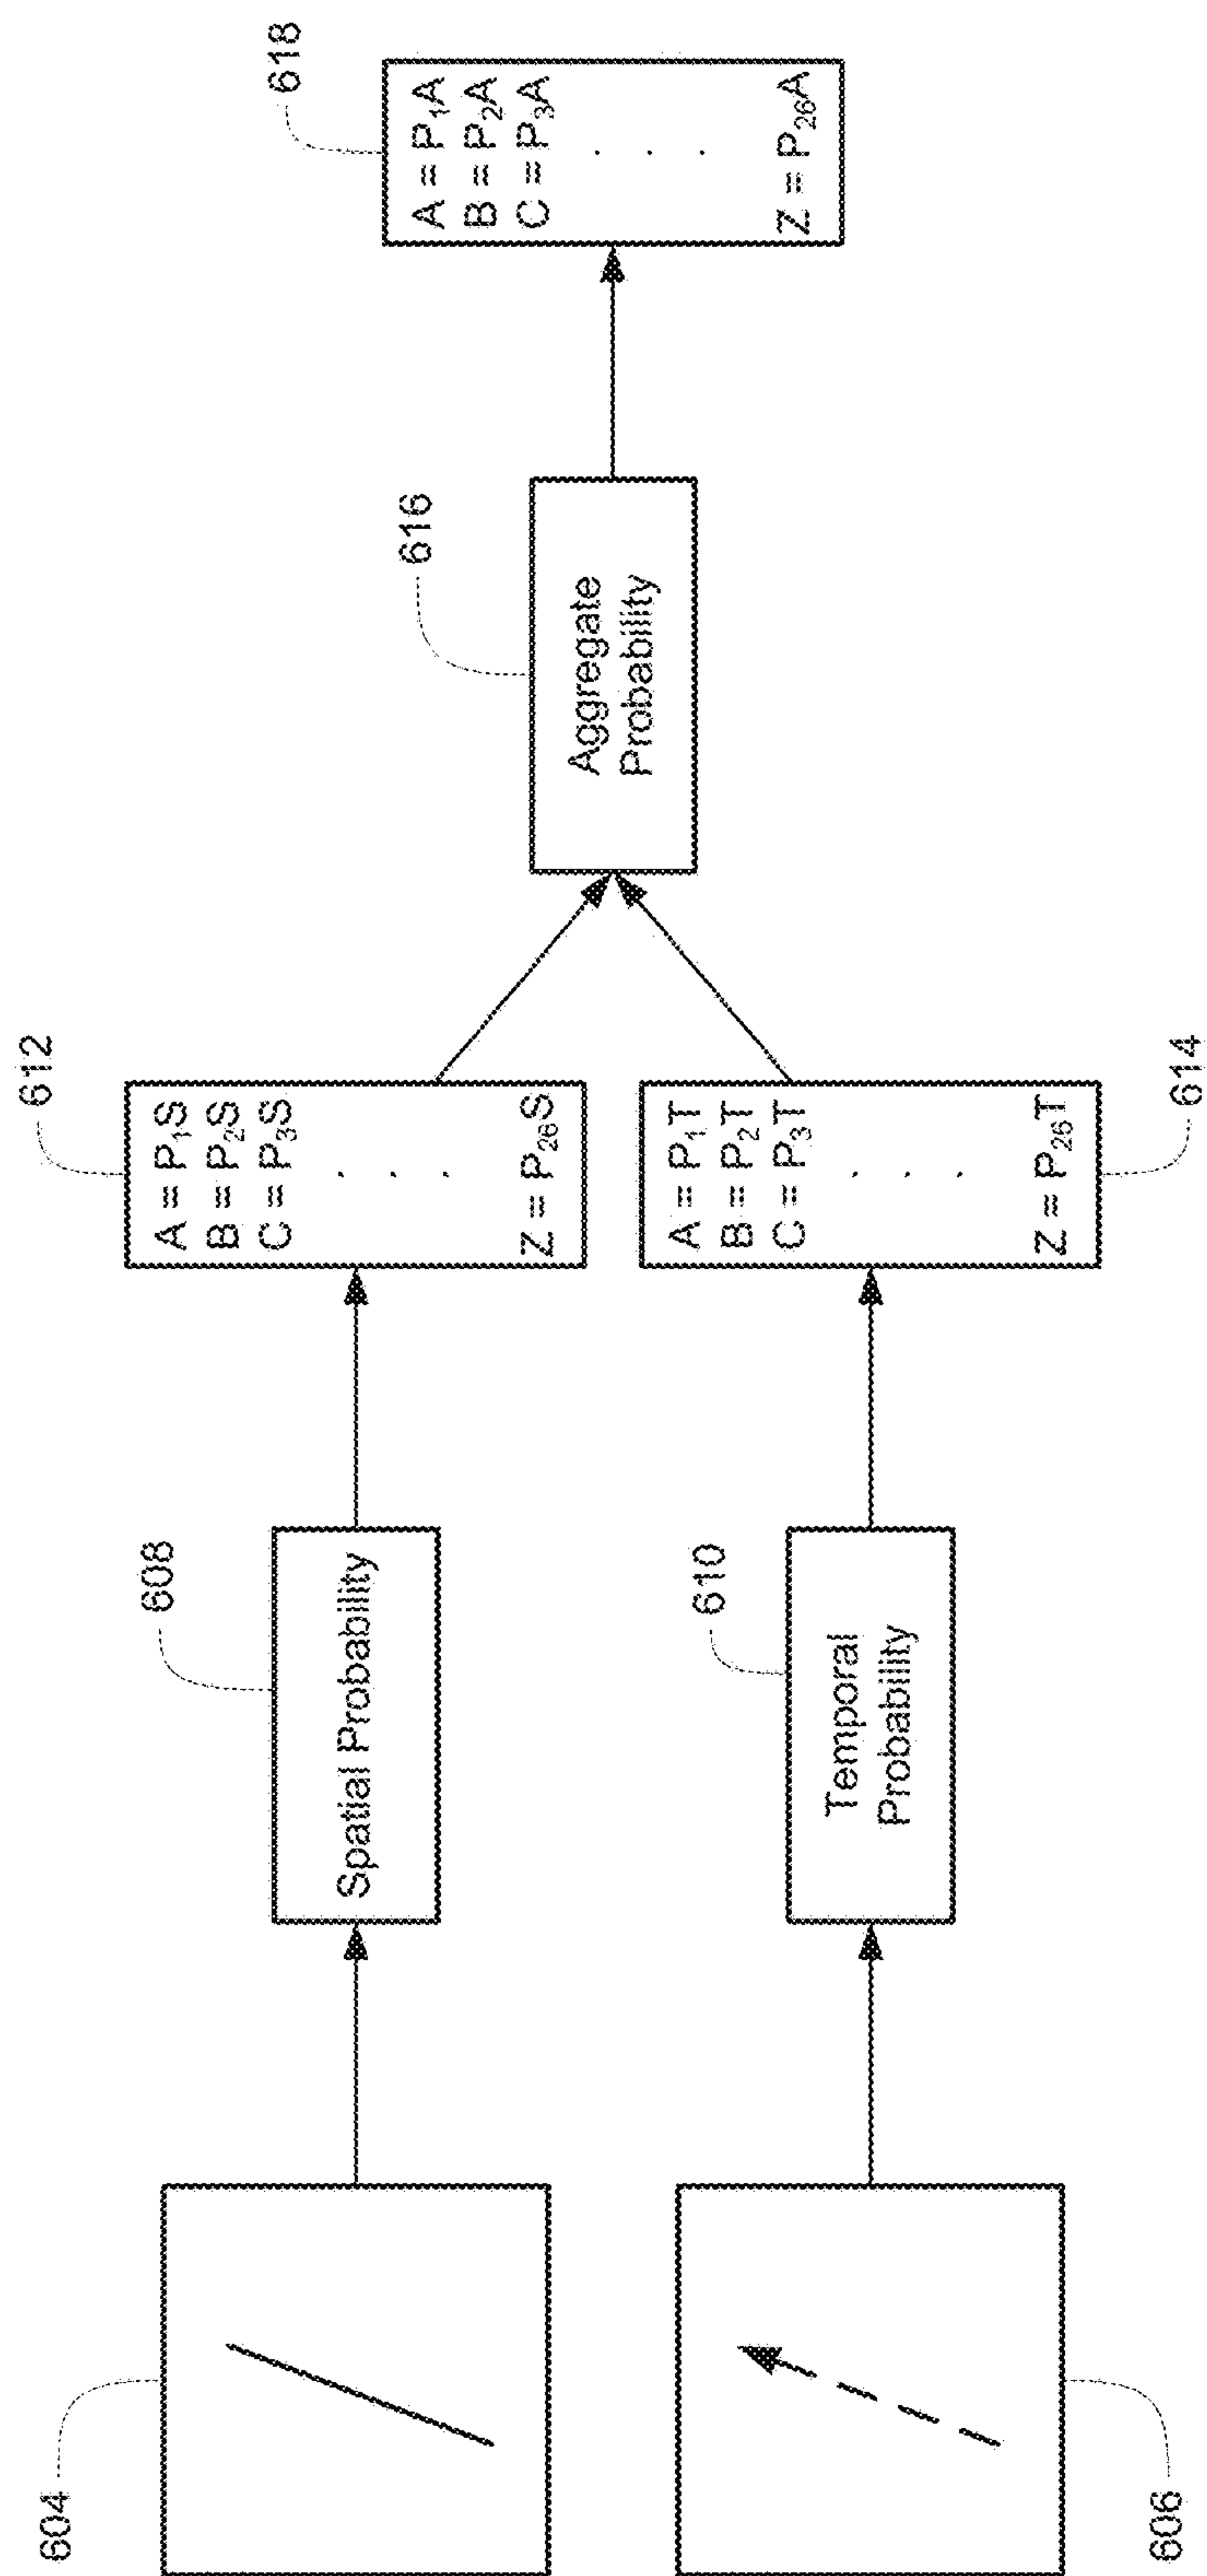 604
606
608
Spatial Probability
610
Temporal
Probability
612
A = P₁S
B = P₂S
C = P₃S
.
.
.
Z = P₂₆S
614
A = P₁T
B = P₂T
C = P₃T
.
.
.
Z = P₂₆T
616
Aggregate
Probability
618
A = P₁A
B = P₂A
C = P₃A
.
.
.
Z = P₂₆A